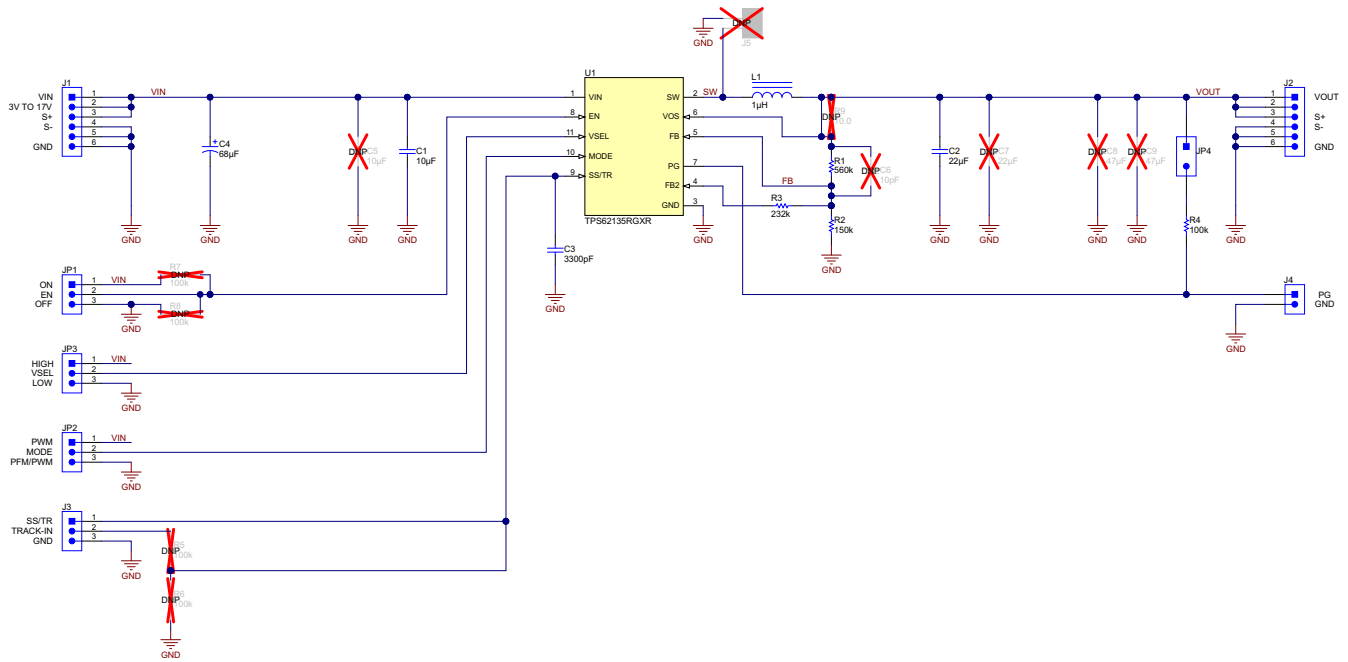 DNP
J5
GND
J1
VIN
3V TO 17V
S+
S-
GND
1
2
3
4
5
6
VIN
GND
C4
68µF
GND
DNP C5
10µF
GND
C1
10µF
GND
U1
1 VIN
8 EN
11 VSEL
10 MODE
9 SS/TR
SW 2
VOS 6
FB 5
PG 7
FB2 4
GND 3
TPS62135RGXR
SW
L1
1µH
GND
FB
R3
232k
R1
560k
DNP C6
10pF
R2
150k
GND
C2
22µF
GND
DNP C7
22µF
GND
DNP C8
47µF
GND
DNP C9
47µF
GND
VOUT
JP4
R4
100k
J2
1
2
3
4
5
6
VOUT
S+
S-
GND
GND
C3
3300pF
GND
JP1
ON
EN
OFF
1
2
3
VIN
GND
R7
DNP
100k
R8
DNP
100k
J4
1
2
PG
GND
GND
JP3
HIGH
VSEL
LOW
1
2
3
VIN
GND
JP2
PWM
MODE
PFM/PWM
1
2
3
VIN
GND
J3
SS/TR
TRACK-IN
GND
1
2
3
GND
DNP R5
100k
DNP R6
100k
GND